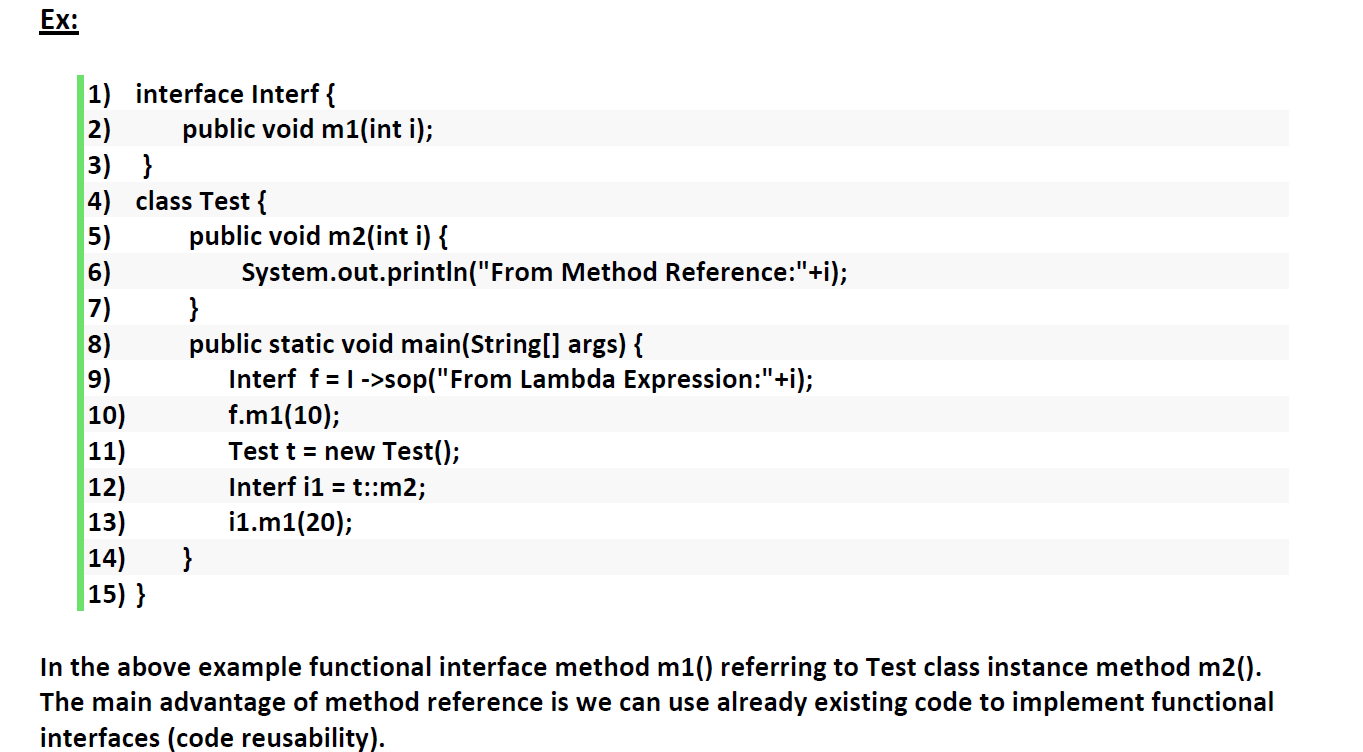 Ex:
1) interface Interf {
2) public void m1(int i);
3) }
4) class Test {
5) public void m2(int i) {
6) System.out.println("From Method Reference:"+i);
7) }
8) public static void main(String[] args) {
9) Interf f = I ->sop("From Lambda Expression:"+i);
10) f.m1(10);
11) Test t = new Test();
12) Interf i1 = t::m2;
13) i1.m1(20);
14) }
15) }
In the above example functional interface method m1() referring to Test class instance method m2().
The main advantage of method reference is we can use already existing code to implement functional
interfaces (code reusability).